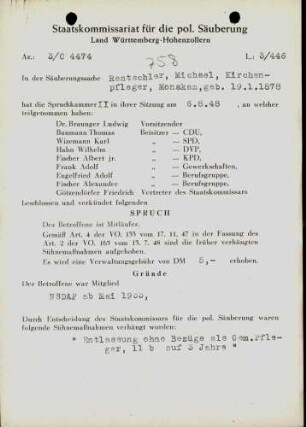 Staatskommissariat für die pol. Säuberung
Land Württemberg-Hohenzollern
Az.: 3/C 4474
L.: 3/446
758
In der Säuberungssache Rentschler, Michael, Kirchen-
pfleger, Monakam, geb. 19.1.1878
hat die Spruchkammer II in ihrer Sitzung am 6.8.48 , an welcher
teilgenommen haben:
Dr. Braunger Ludwig Vorsitzender
Baumann Thomas Beisitzer — CDU,
Wizemann Karl „ — SPD,
Hahn Wilhelm „ — DVP,
Fischer Albert jr. „ — KPD,
Frank Adolf „ — Gewerkschaften,
Engelfried Adolf „ — Berufsgruppe,
Fischer Alexander „ — Berufsgruppe,
Götzendörfer Friedrich Vertreter des Staatskommissars
beschlossen und verkündet folgenden
SPRUCH
Der Betroffene ist Mitläufer.
Gemäß Art. 4 der VO. 133 vom 17. 11. 47 in der Fassung des
Art. 2 der VO. 165 vom 13. 7. 48 sind die früher verhängten
Sühnemaßnahmen aufgehoben.
Es wird eine Verwaltungsgebühr von DM 5,- erhoben.
Gründe
Der Betroffene war Mitglied
NSDAP ab Mai 1933,
Durch Entscheidung des Staatskommissars für die pol. Säuberung waren
folgende Sühnemaßnahmen verhängt worden:
" Entlassung ohne Bezüge als Gem.Pfle-
ger, 11 b auf 3 Jahre "